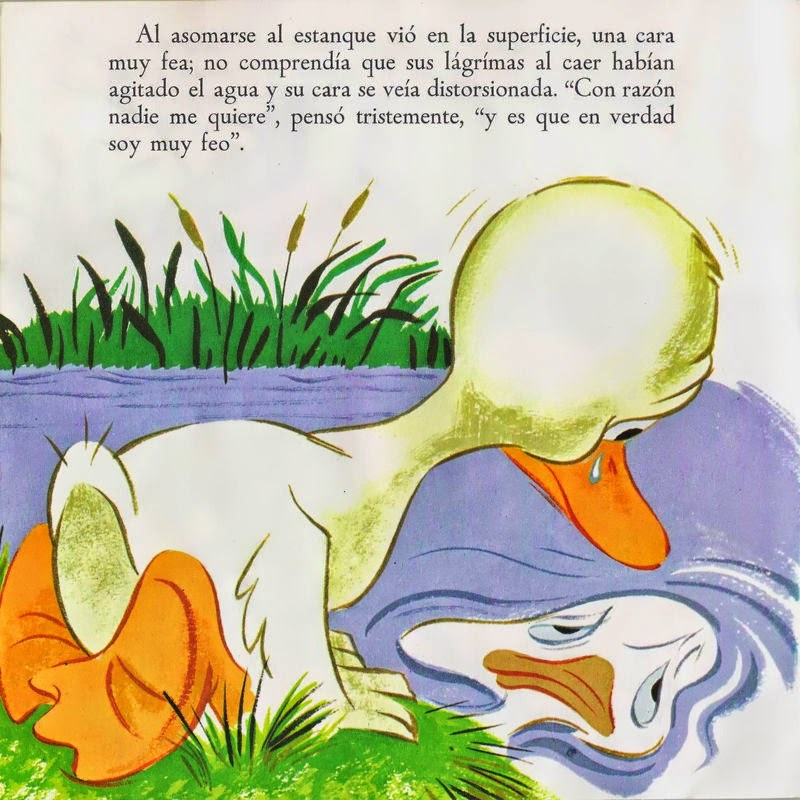 Al asomarse al estanque vió en la superficie, una cara
muy fea; no comprendía que sus lágrímas al caer habían
agitado el agua y su cara se veía distorsionada. “Con razón
nadie me quiere”, pensó tristemente, “y es que en verdad
soy muy feo”.